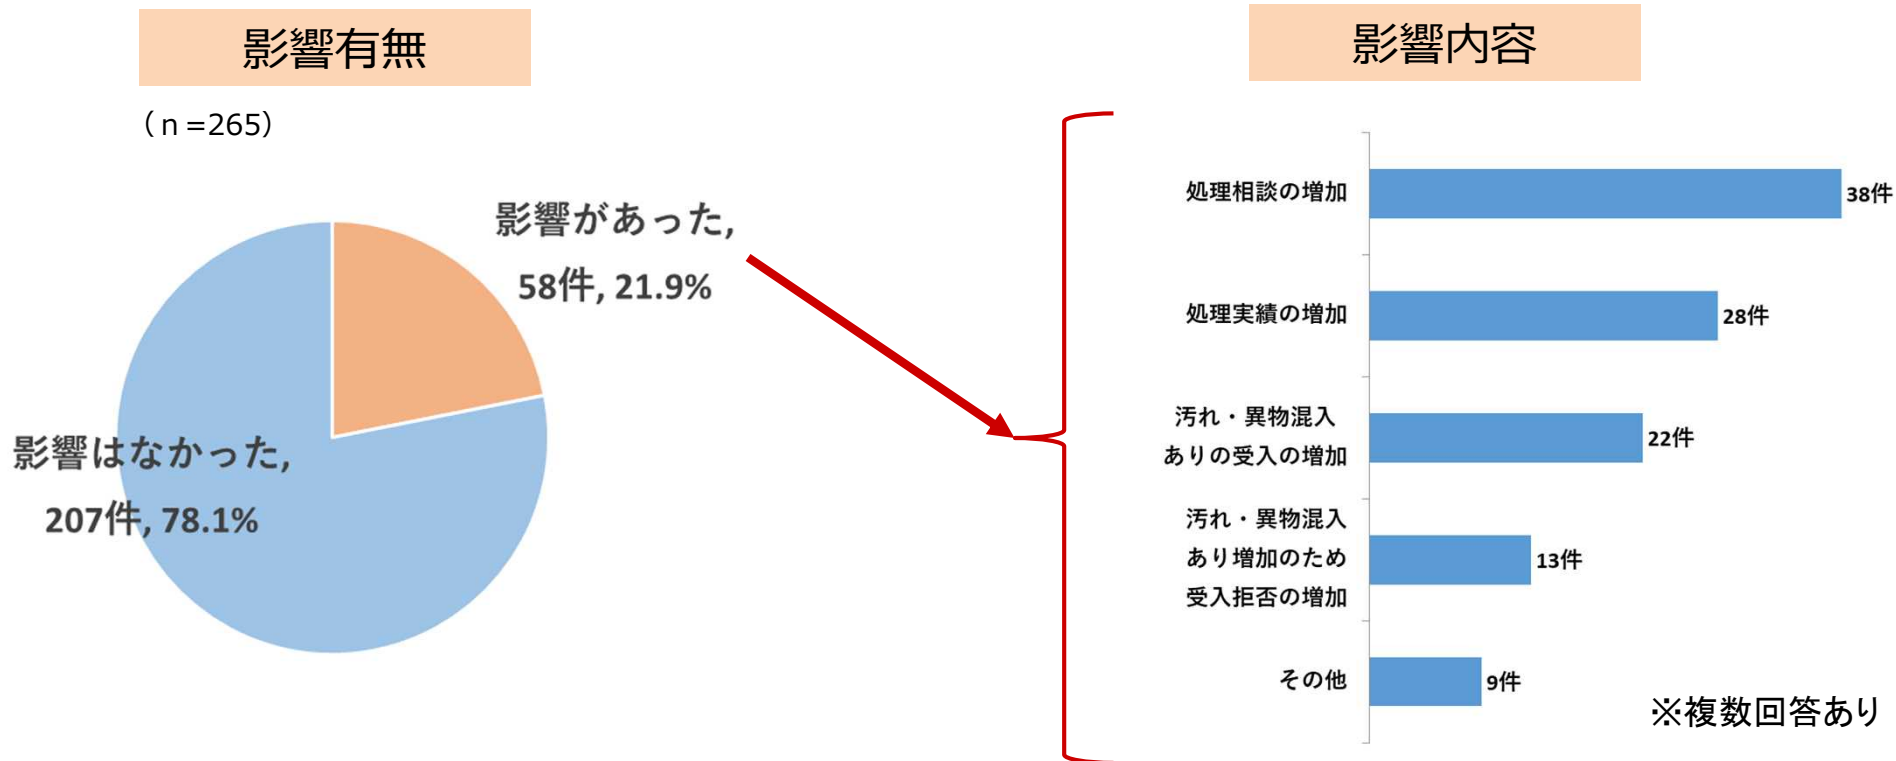 影響有無
（ｎ=265）
影響があった,
58件, 21.9%
影響はなかった,
207件, 78.1%
影響内容
処理相談の増加
38件
処理実績の増加
28件
汚れ・異物混入
ありの受入の増加
22件
汚れ・異物混入
あり増加のため
受入拒否の増加
13件
その他
9件
※複数回答あり